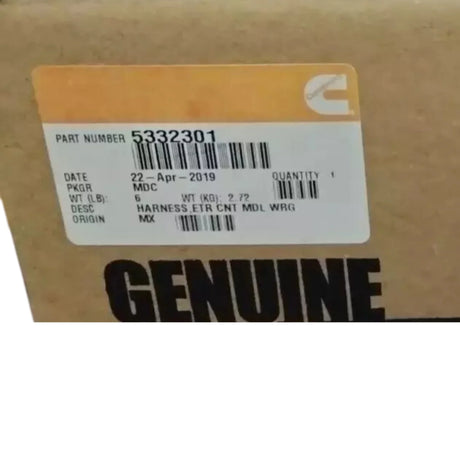 Cummins
PART NUMBER 5332301
DATE 22-Apr-2019 QUANTITY 1
PKGR MDC
WT (LB): 6 WT (KG): 2.72
DESC HARNESS,ETR CNT MDL WRG
ORIGIN MX
GENUINE